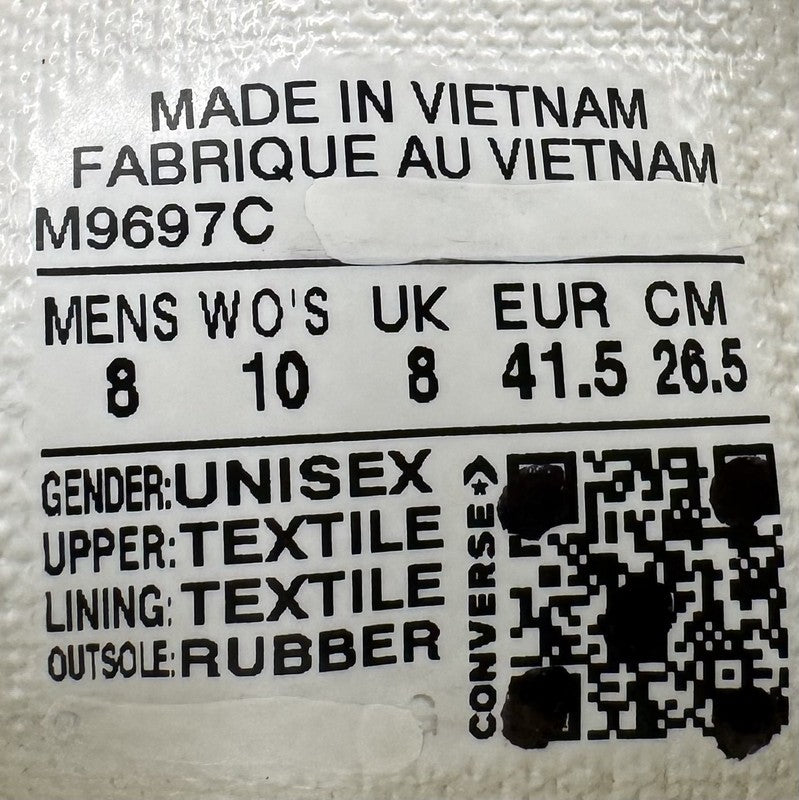 MADE IN VIETNAM
FABRIQUE AU VIETNAM
M9697C
MENS WO'S UK EUR CM
8 10 8 41.5 26.5
GENDER:UNISEX
UPPER:TEXTILE
LINING:TEXTILE
OUTSOLE:RUBBER
CONVERSE